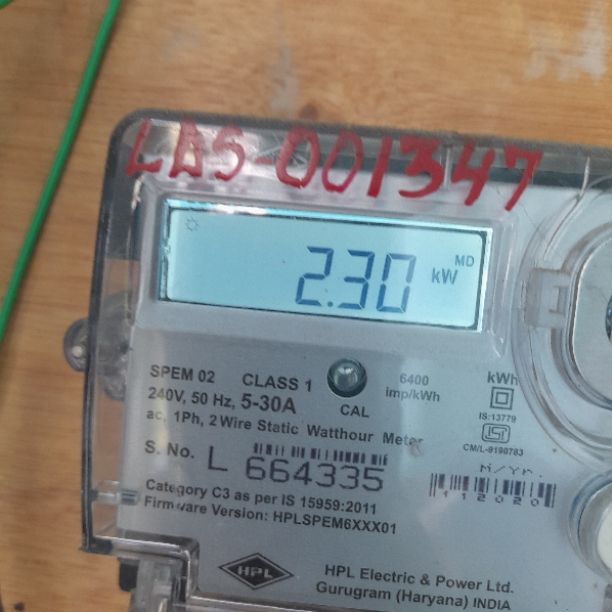 LAS-001347
MD
2.30 kW
SPEM 02 CLASS 1 6400 kWh
240V, 50 Hz, 5-30A CAL imp/kWh
IS:13779
ac, 1Ph, 2 Wire Static Watthour Meter
CM/L-8190783
S. No. L 664335
M/Yr.
112020
Category C3 as per IS 15959:2011
Firmware Version: HPLSPEM6XXX01
HPL
HPL Electric & Power Ltd.
Gurugram (Haryana) INDIA